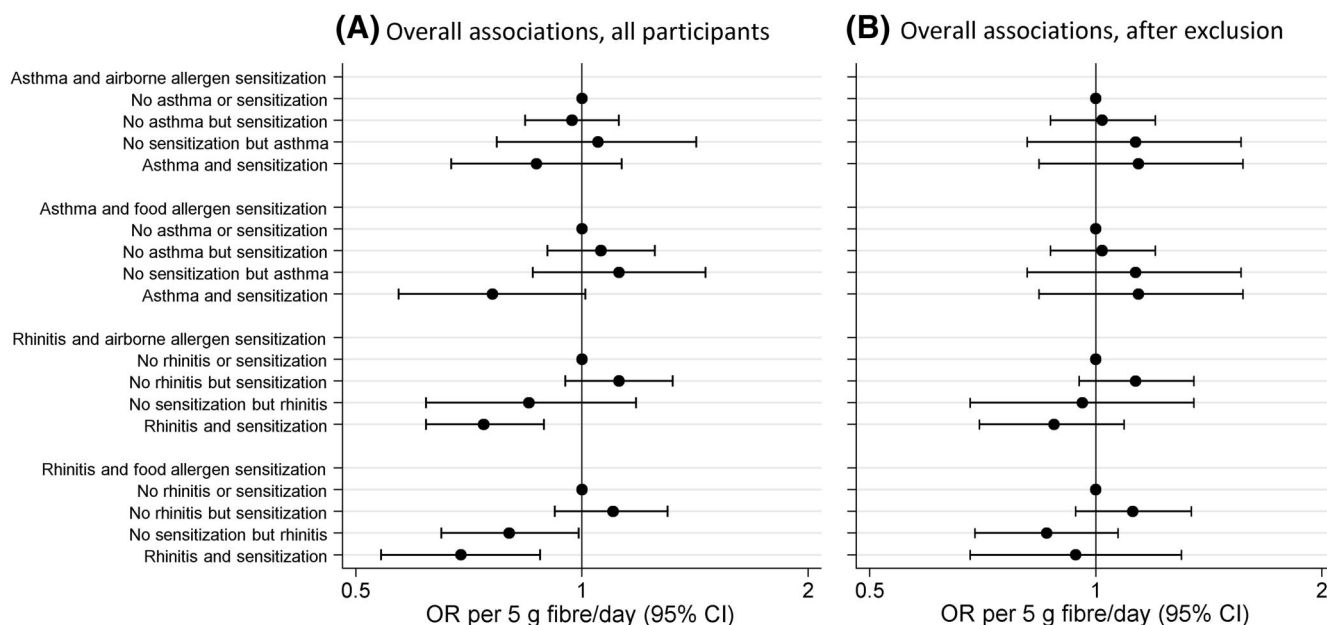 (A) Overall associations, all participants
(B) Overall associations, after exclusion
Asthma and airborne allergen sensitization
No asthma or sensitization
No asthma but sensitization
No sensitization but asthma
Asthma and sensitization
Asthma and food allergen sensitization
No asthma or sensitization
No asthma but sensitization
No sensitization but asthma
Asthma and sensitization
Rhinitis and airborne allergen sensitization
No rhinitis or sensitization
No rhinitis but sensitization
No sensitization but rhinitis
Rhinitis and sensitization
Rhinitis and food allergen sensitization
No rhinitis or sensitization
No rhinitis but sensitization
No sensitization but rhinitis
Rhinitis and sensitization
0.5 1 2
OR per 5 g fibre/day (95% CI)
0.5 1 2
OR per 5 g fibre/day (95% CI)